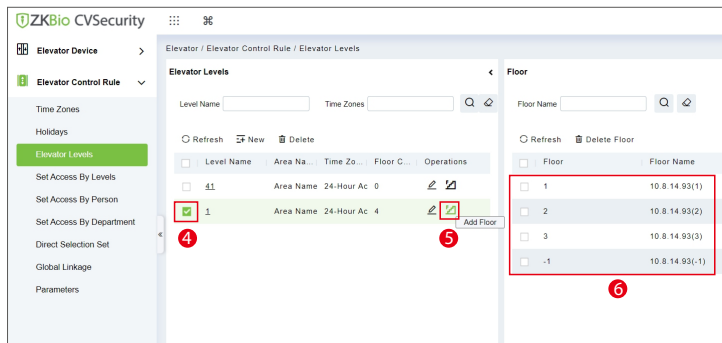 ZKBio CVSecurity
Elevator Device
Elevator Control Rule
Time Zones
Holidays
Elevator Levels
Set Access By Levels
Set Access By Person
Set Access By Department
Direct Selection Set
Global Linkage
Parameters
Elevator / Elevator Control Rule / Elevator Levels
Elevator Levels
Level Name Time Zones
Refresh New Delete
Level Name Area Na... Time Zo... Floor C... Operations
41 Area Name 24-Hour Ac 0
1 Area Name 24-Hour Ac 4
Add Floor
4
5
Floor
Floor Name
Refresh Delete Floor
Floor Floor Name
1 10.8.14.93(1)
2 10.8.14.93(2)
3 10.8.14.93(3)
-1 10.8.14.93(-1)
6